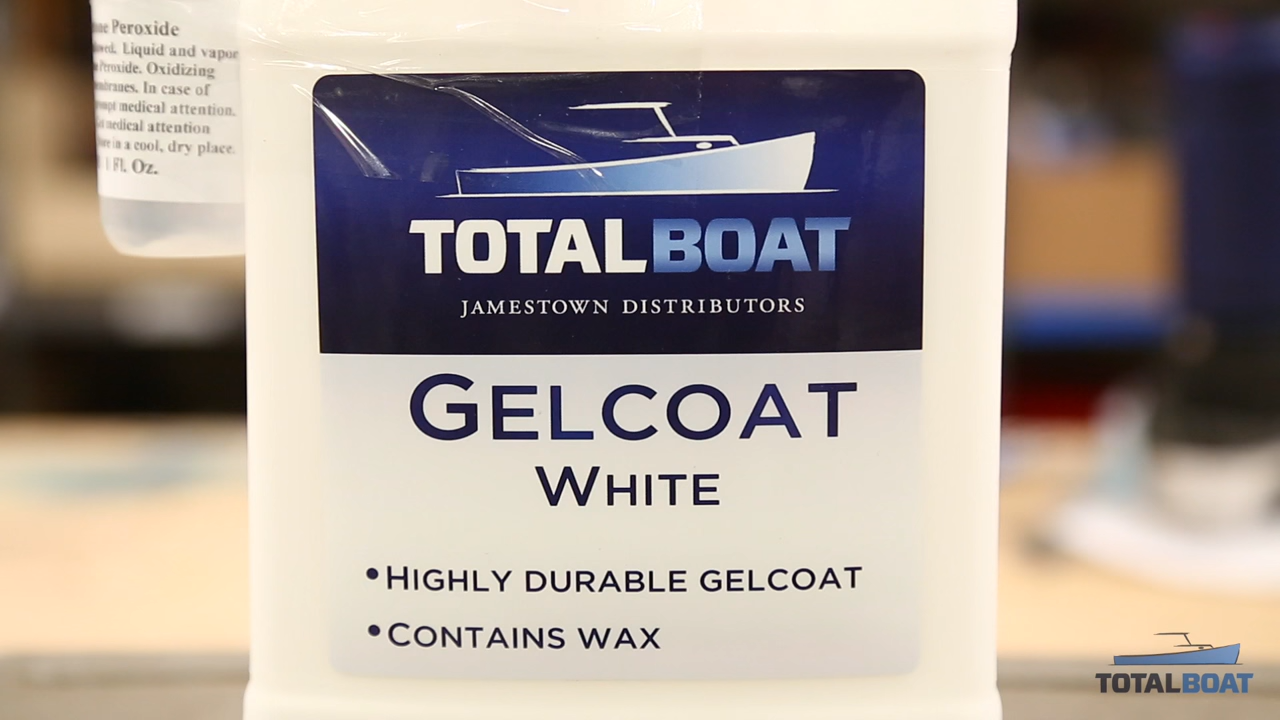 Peroxide
Liquid and vapor
Oxidizing
In case of
medical attention.
medical attention
in a cool, dry place.
1 Fl. Oz.
TOTALBOAT
JAMESTOWN DISTRIBUTORS
GELCOAT
WHITE
•HIGHLY DURABLE GELCOAT
•CONTAINS WAX
TOTALBOAT